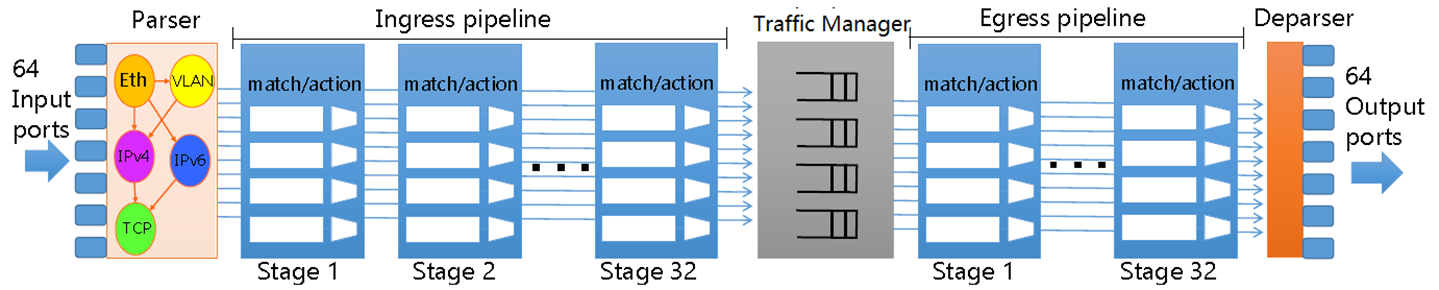 Parser
Ingress pipeline
Traffic Manager
Egress pipeline
Deparser
64
Input
ports
Eth
VLAN
IPv4
IPv6
TCP
match/action
match/action
match/action
match/action
match/action
64
Output
ports
Stage 1
Stage 2
Stage 32
Stage 1
Stage 32